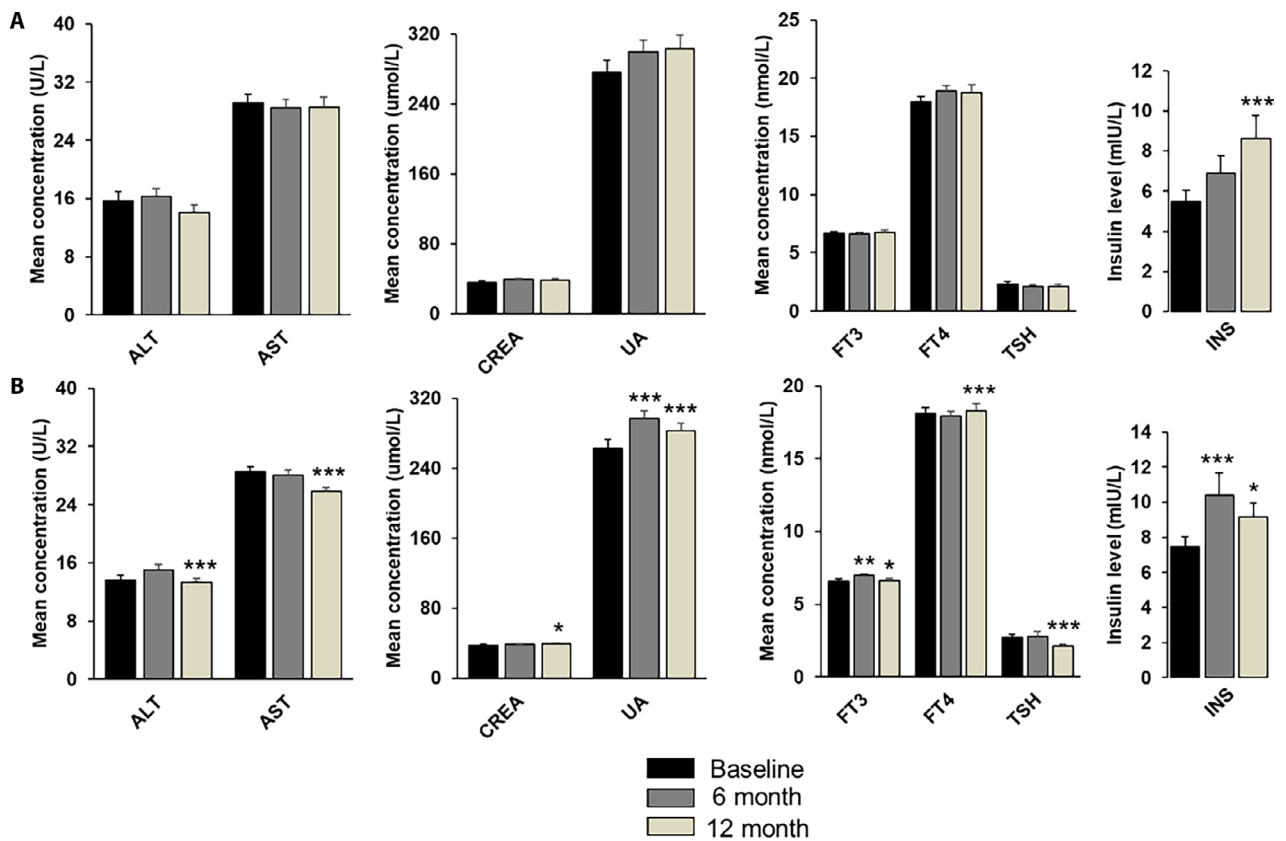 A
Mean concentration (U/L)
40
32
24
16
8
0
ALT
AST
Mean concentration (umol/L)
320
240
160
80
0
CREA
UA
Mean concentration (nmol/L)
25
20
15
10
5
0
FT3
FT4
TSH
Insulin level (mIU/L)
12
10
8
6
4
2
0
***
INS
B
Mean concentration (U/L)
40
32
24
16
8
0
***
***
ALT
AST
Mean concentration (umol/L)
320
240
160
80
0
*
***
***
CREA
UA
Mean concentration (nmol/L)
20
15
10
5
0
**
*
***
***
FT3
FT4
TSH
Insulin level (mIU/L)
14
12
10
8
6
4
2
0
***
*
INS
Baseline
6 month
12 month